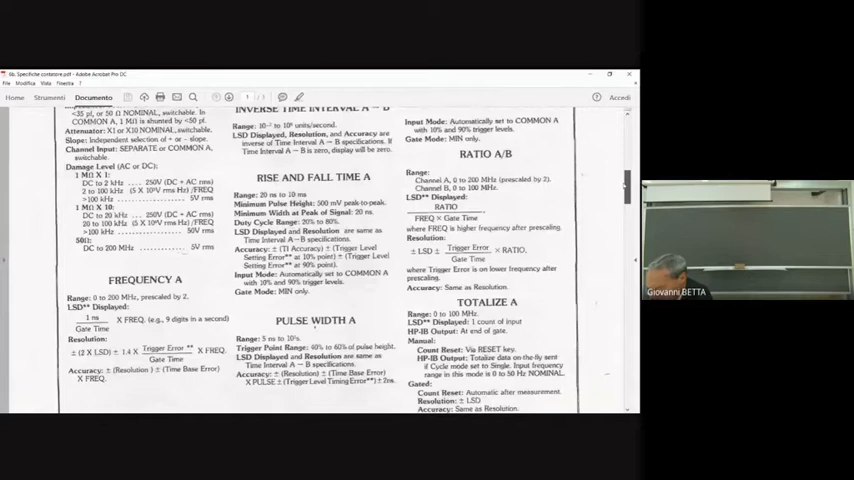 6b. Specifiche contatore.pdf - Adobe Acrobat Pro DC
File Modifica Vista Finestra ?
Home Strumenti Documento
1 / 3
Accedi
<35 pF, or 50 Ω NOMINAL, switchable. In
COMMON A, 1 MΩ is shunted by <50 pF.
Attenuator: X1 or X10 NOMINAL, switchable.
Slope: Independent selection of + or − slope.
Channel Input: SEPARATE or COMMON A,
switchable.
Damage Level (AC or DC):
1 MΩ X 1:
DC to 2 kHz .... 250V (DC + AC rms)
2 to 100 kHz (5 X 10⁵V rms Hz)/FREQ
>100 kHz .................. 5V rms
1 MΩ X 10:
DC to 20 kHz .... 250V (DC + AC rms)
20 to 100 kHz (5 X 10⁶V rms Hz)/FREQ
>100 kHz .................. 50V rms
50Ω:
DC to 200 MHz .............. 5V rms
FREQUENCY A
Range: 0 to 200 MHz, prescaled by 2.
LSD** Displayed:
1 ns
Gate Time
X FREQ. (e.g., 9 digits in a second)
Resolution:
± (2 X LSD) ± 1.4 X Trigger Error** X FREQ.
Gate Time
Accuracy: ± (Resolution) ± (Time Base Error)
X FREQ.
INVERSE TIME INTERVAL A → B
Range: 10⁻² to 10⁹ units/second.
LSD Displayed, Resolution, and Accuracy are
inverse of Time Interval A → B specifications. If
Time Interval A → B is zero, display will be zero.
RISE AND FALL TIME A
Range: 20 ns to 10 ms
Minimum Pulse Height: 500 mV peak-to-peak.
Minimum Width at Peak of Signal: 20 ns.
Duty Cycle Range: 20% to 80%.
LSD Displayed and Resolution are same as
Time Interval A→B specifications.
Accuracy: ± (TI Accuracy) ± (Trigger Level
Setting Error** at 10% point) ± (Trigger Level
Setting Error** at 90% point).
Input Mode: Automatically set to COMMON A
with 10% and 90% trigger levels.
Gate Mode: MIN only.
PULSE WIDTH A
Range: 5 ns to 10⁷s.
Trigger Point Range: 40% to 60% of pulse height.
LSD Displayed and Resolution are same as
Time Interval A→B specifications.
Accuracy: ± (Resolution) ± (Time Base Error)
X PULSE ± (Trigger Level Timing Error**) ± 2ns.
Input Mode: Automatically set to COMMON A
with 10% and 90% trigger levels.
Gate Mode: MIN only.
RATIO A/B
Range:
Channel A, 0 to 200 MHz (prescaled by 2).
Channel B, 0 to 100 MHz.
LSD** Displayed:
RATIO
FREQ × Gate Time
where FREQ is higher frequency after prescaling.
Resolution:
± LSD ± Trigger Error × RATIO,
Gate Time
where Trigger Error is on lower frequency after
prescaling.
Accuracy: Same as Resolution.
TOTALIZE A
Range: 0 to 100 MHz.
LSD** Displayed: 1 count of input
HP-IB Output: At end of gate.
Manual:
Count Reset: Via RESET key.
HP-IB Output: Totalize data on-the-fly sent
if Cycle mode set to Single. Input frequency
range in this mode is 0 to 50 Hz NOMINAL.
Gated:
Count Reset: Automatic after measurement.
Resolution: ± LSD
Accuracy: Same as Resolution.
Giovanni BETTA